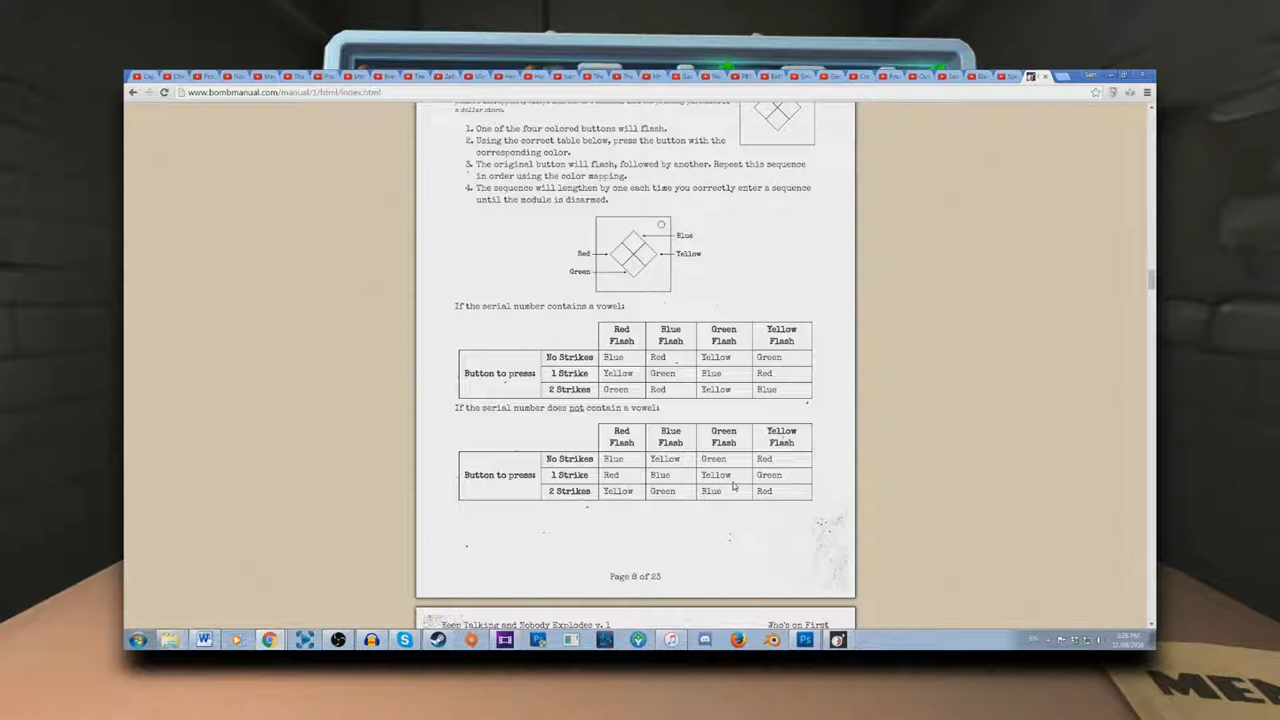 www.bombmanual.com/manual/1/html/index.html
a dollar store.
1. One of the four colored buttons will flash.
2. Using the correct table below, press the button with the
corresponding color.
3. The original button will flash, followed by another. Repeat this sequence
in order using the color mapping.
4. The sequence will lengthen by one each time you correctly enter a sequence
until the module is disarmed.
Blue
Red
Yellow
Green
If the serial number contains a vowel:
Red Blue Green Yellow
Flash Flash Flash Flash
No Strikes Blue Red Yellow Green
Button to press: 1 Strike Yellow Green Blue Red
2 Strikes Green Red Yellow Blue
If the serial number does not contain a vowel:
Red Blue Green Yellow
Flash Flash Flash Flash
No Strikes Blue Yellow Green Red
Button to press: 1 Strike Red Blue Yellow Green
2 Strikes Yellow Green Blue Red
Page 8 of 23
Keep Talking and Nobody Explodes v. 1 Who's on First